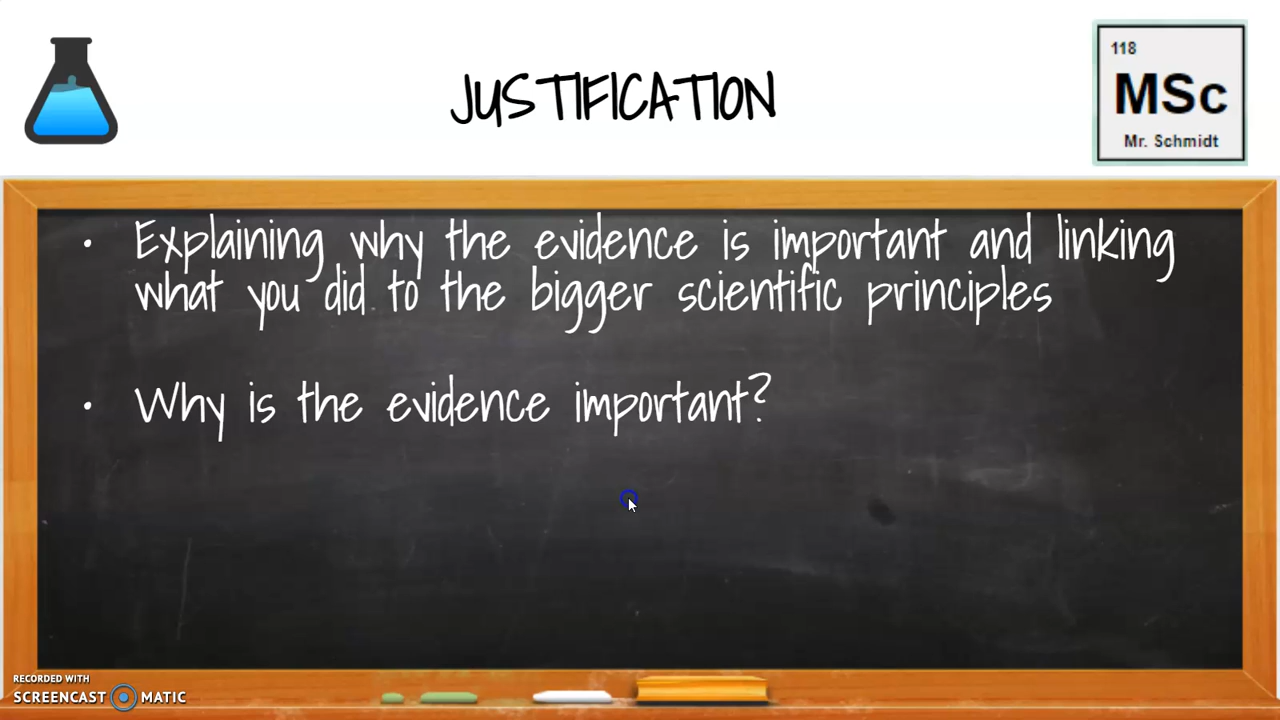 JUSTIFICATION
118
MSc
Mr. Schmidt
• Explaining why the evidence is important and linking
what you did to the bigger scientific principles
• Why is the evidence important?
RECORDED WITH
SCREENCAST MATIC